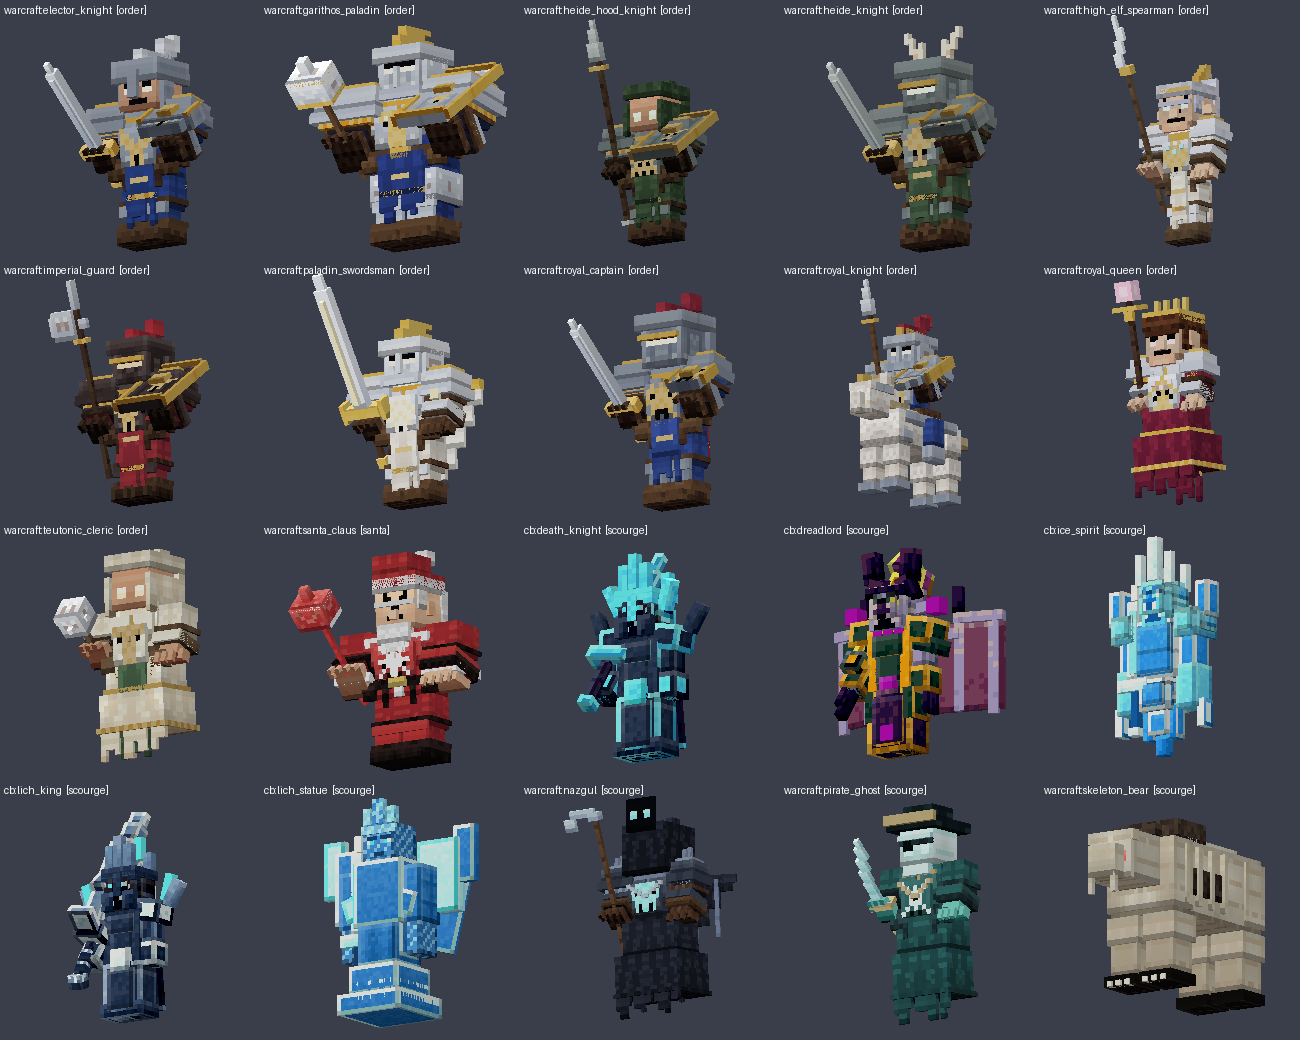 warcraft:elector_knight [order]
warcraft:garithos_paladin [order]
warcraft:heide_hood_knight [order]
warcraft:heide_knight [order]
warcraft:high_elf_spearman [order]
warcraft:imperial_guard [order]
warcraft:paladin_swordsman [order]
warcraft:royal_captain [order]
warcraft:royal_knight [order]
warcraft:royal_queen [order]
warcraft:teutonic_cleric [order]
warcraft:santa_claus [santa]
cb:death_knight [scourge]
cb:dreadlord [scourge]
cb:ice_spirit [scourge]
cb:lich_king [scourge]
cb:lich_statue [scourge]
warcraft:nazgul [scourge]
warcraft:pirate_ghost [scourge]
warcraft:skeleton_bear [scourge]